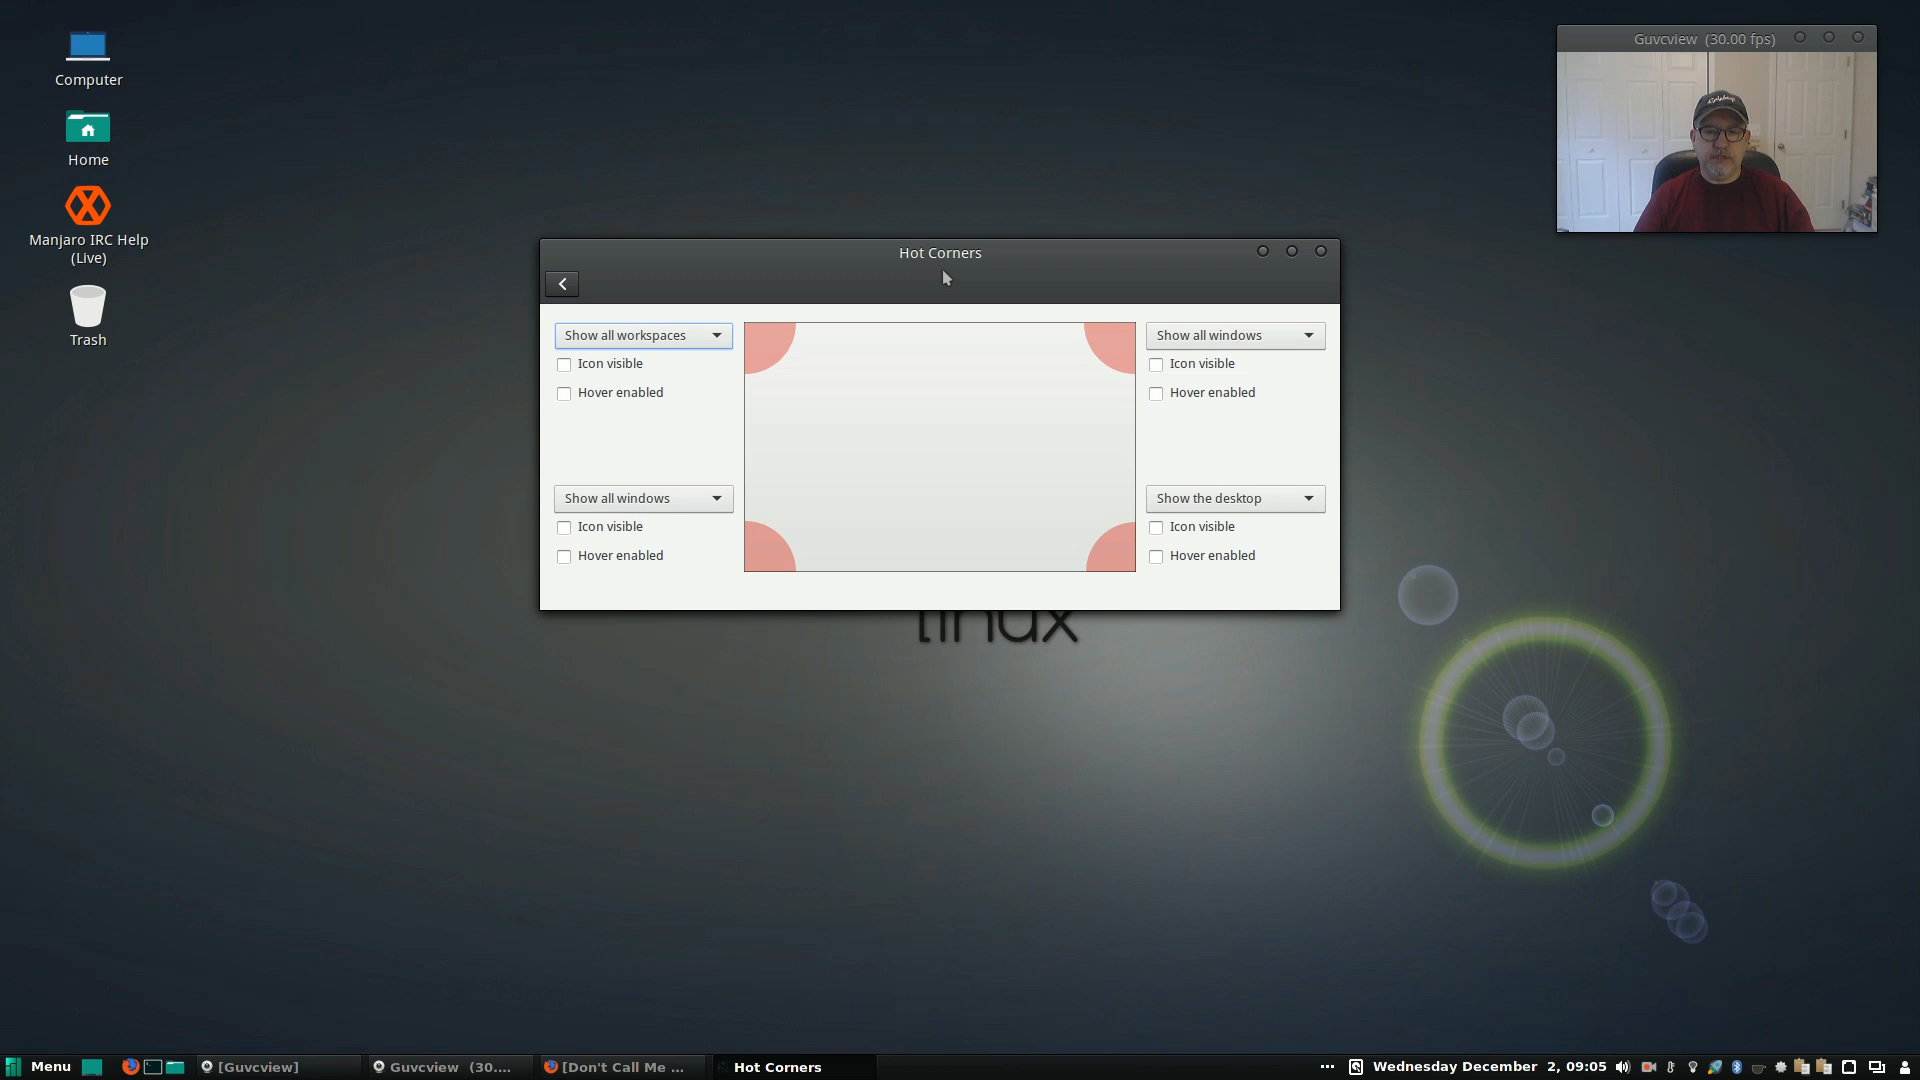 Computer
Home
Manjaro IRC Help
(Live)
Trash
Guvcview (30.00 fps)
Hot Corners
Show all workspaces
Icon visible
Hover enabled
Show all windows
Icon visible
Hover enabled
Show all windows
Icon visible
Hover enabled
Show the desktop
Icon visible
Hover enabled
linux
Menu
[Guvcview]
Guvcview (30....
[Don't Call Me ...
Hot Corners
Wednesday December 2, 09:05